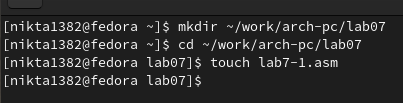 [nikta1382@fedora ~]$ mkdir ~/work/arch-pc/lab07
[nikta1382@fedora ~]$ cd ~/work/arch-pc/lab07
[nikta1382@fedora lab07]$ touch lab7-1.asm
[nikta1382@fedora lab07]$